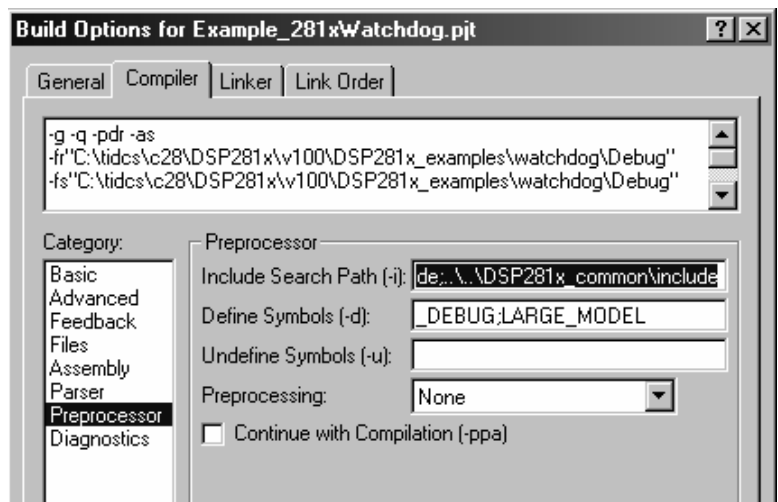 Build Options for Example_281xWatchdog.pjt
General Compiler Linker Link Order
-g -q -pdr -as
-fr"C:\tidcs\c28\DSP281x\v100\DSP281x_examples\watchdog\Debug"
-fs"C:\tidcs\c28\DSP281x\v100\DSP281x_examples\watchdog\Debug"
Category:
Basic
Advanced
Feedback
Files
Assembly
Parser
Preprocessor
Diagnostics
Preprocessor
Include Search Path (-i): de;..\..\DSP281x_common\include
Define Symbols (-d): _DEBUG;LARGE_MODEL
Undefine Symbols (-u):
Preprocessing: None
Continue with Compilation (-ppa)